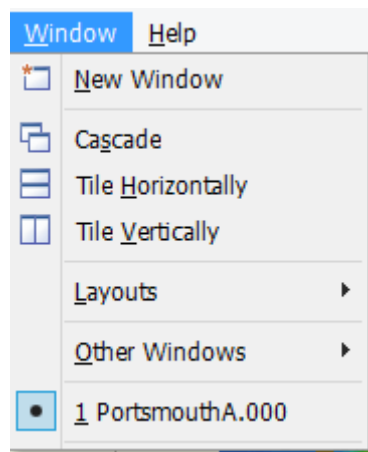 Window Help
New Window
Cascade
Tile Horizontally
Tile Vertically
Layouts
Other Windows
1 PortsmouthA.000